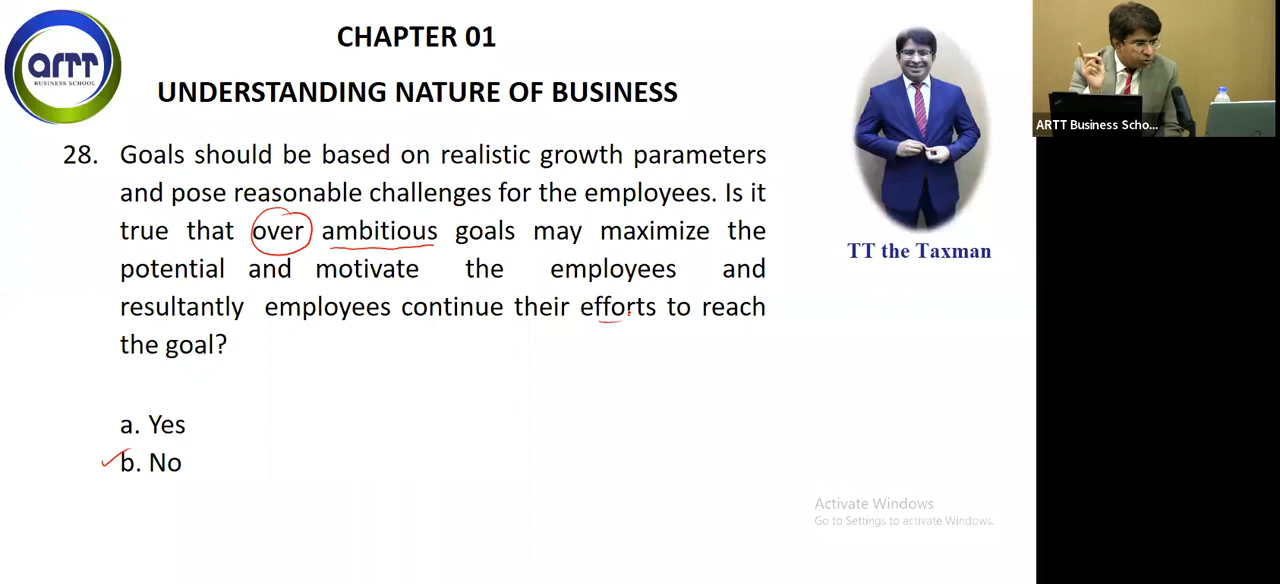 CHAPTER 01
UNDERSTANDING NATURE OF BUSINESS
ARTT
BUSINESS SCHOOL
28. Goals should be based on realistic growth parameters
and pose reasonable challenges for the employees. Is it
true that over ambitious goals may maximize the
potential and motivate the employees and
resultantly employees continue their efforts to reach
the goal?
a. Yes
b. No
TT the Taxman
ARTT Business Scho...
Activate Windows
Go to Settings to activate Windows.